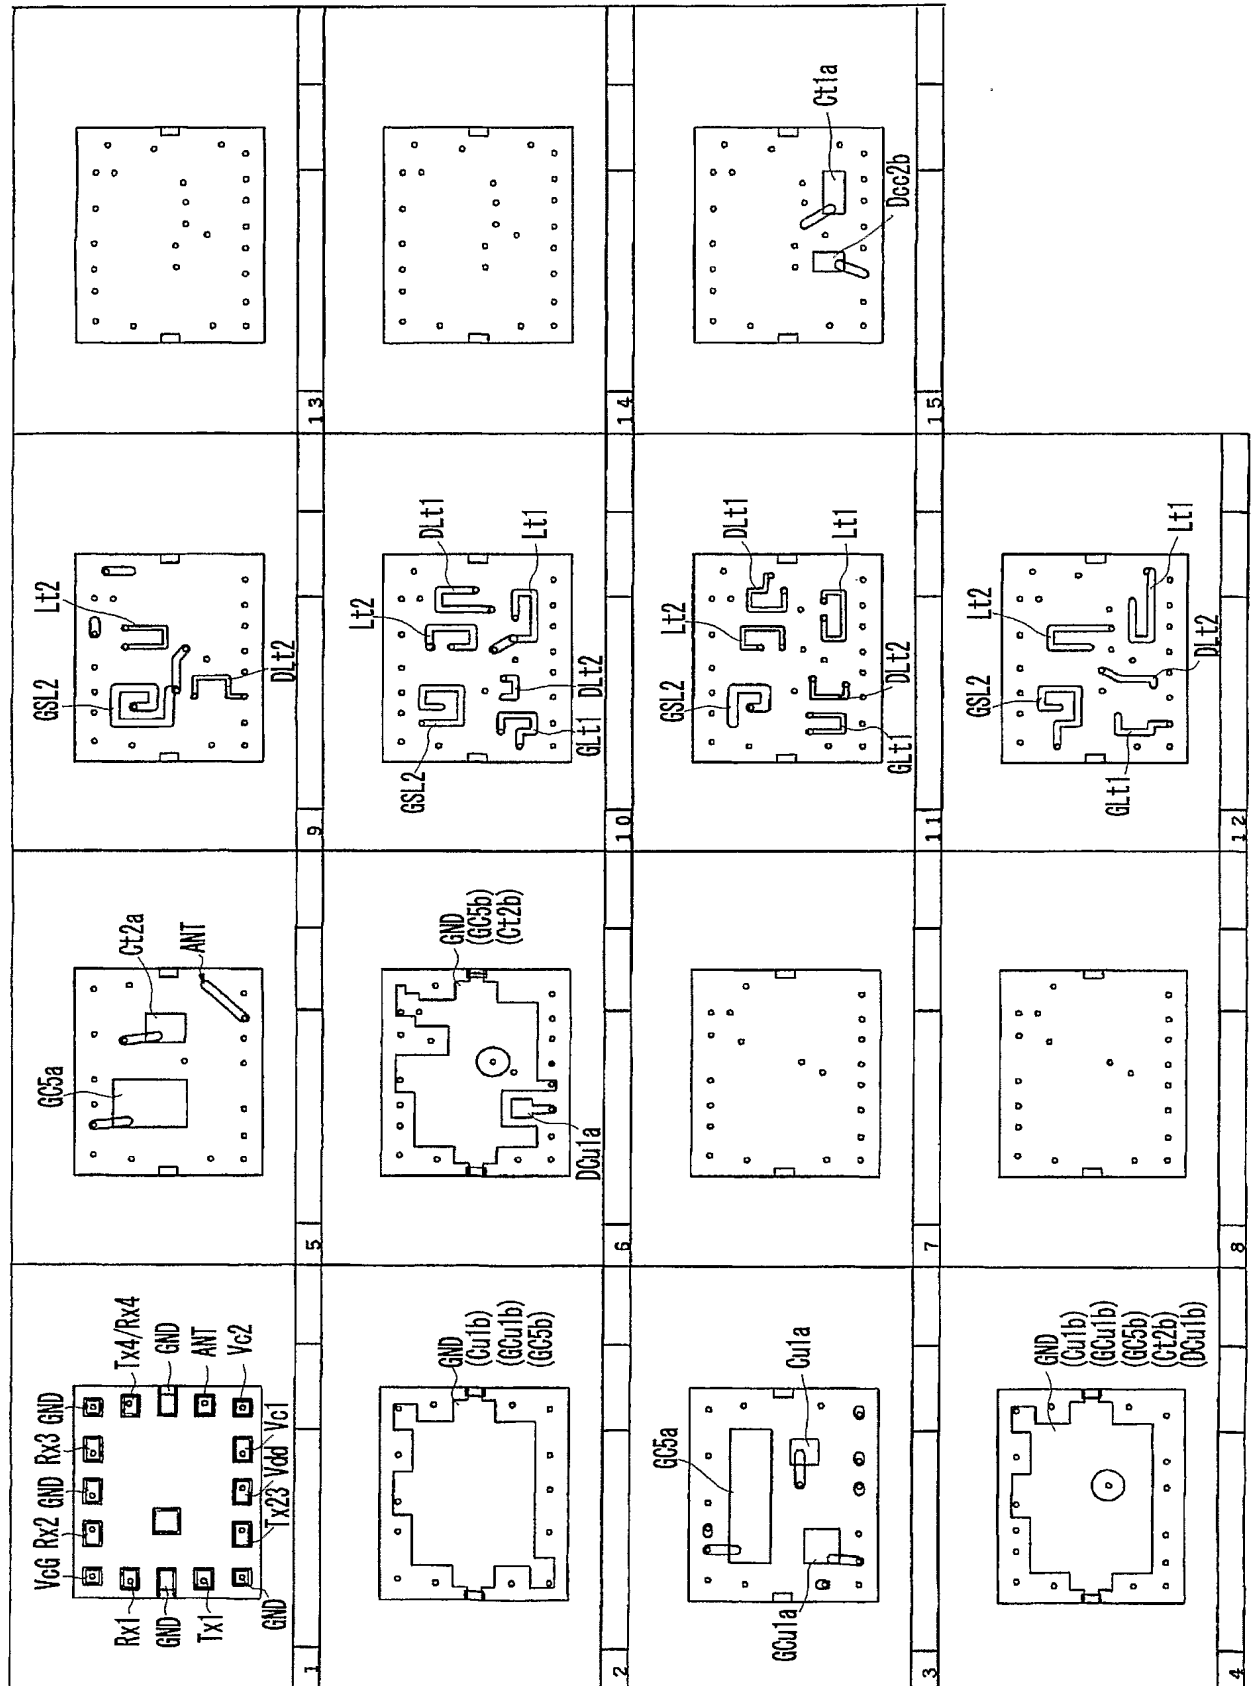 VcG Rx2 GND Rx3 GND
Tx4/Rx4
GND
ANT
Vc2
Rx1
GND
Tx1
GND
Tx23 Vdd Vc1
1
GND
(Cu1b)
(GCu1b)
(GC5b)
2
GC5a
Cu1a
GCu1a
3
GND
(Cu1b)
(GCu1b)
(GC5b)
(Ct2b)
(DCu1b)
4
GC5a
Ct2a
ANT
5
GND
(GC5b)
(Ct2b)
DCu1a
6
7
8
GSL2
Lt2
DLt2
9
GSL2
Lt2
DLt1
Lt1
DLt2
GLt1
10
GSL2
Lt2
DLt1
Lt1
DLt2
GLt1
11
GSL2
Lt2
Lt1
DLt2
GLt1
12
13
14
Ct1a
Dcc2b
15